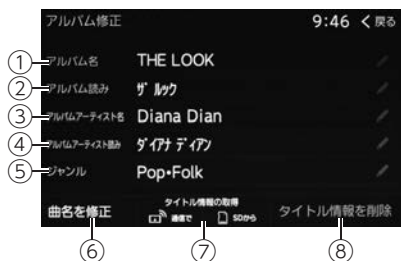 アルバム修正 9:46 戻る
① アルバム名 THE LOOK
② アルバム読み ザ ルック
③ アルバムアーティスト名 Diana Dian
④ アルバムアーティスト読み ダイアナ ディアン
⑤ ジャンル Pop•Folk
曲名を修正 タイトル情報の取得 タイトル情報を削除
通信で SDから
⑥ ⑦ ⑧